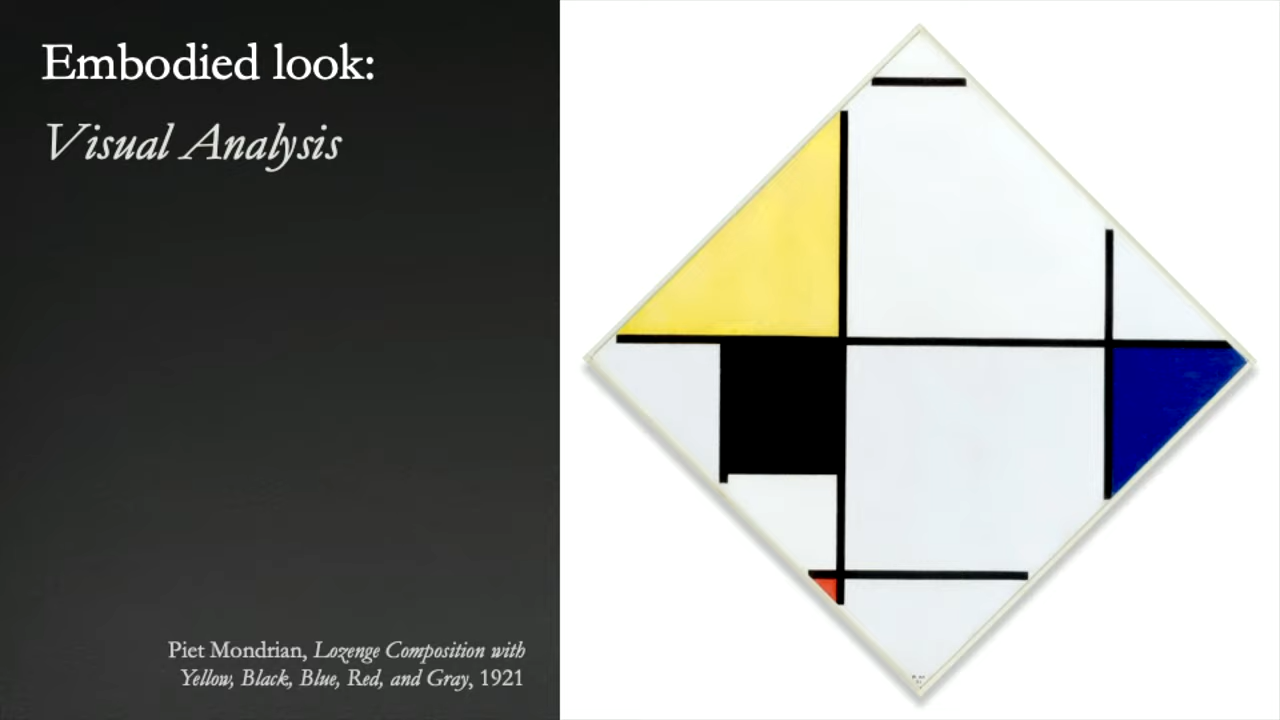 Embodied look:
Visual Analysis
Piet Mondrian, Lozenge Composition with
Yellow, Black, Blue, Red, and Gray, 1921